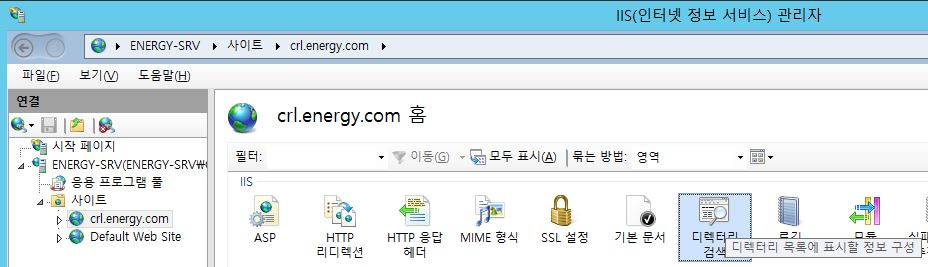 IIS(인터넷 정보 서비스) 관리자
ENERGY-SRV 사이트 crl.energy.com
파일(F) 보기(V) 도움말(H)
연결
시작 페이지
ENERGY-SRV(ENERGY-SRV₩
응용 프로그램 풀
사이트
crl.energy.com
Default Web Site
crl.energy.com 홈
필터: 이동(G) 모두 표시(A) 묶는 방법: 영역
IIS
ASP
HTTP 리디렉션
HTTP 응답 헤더
MIME 형식
SSL 설정
기본 문서
디렉터리 검색
디렉터리 목록에 표시할 정보 구성